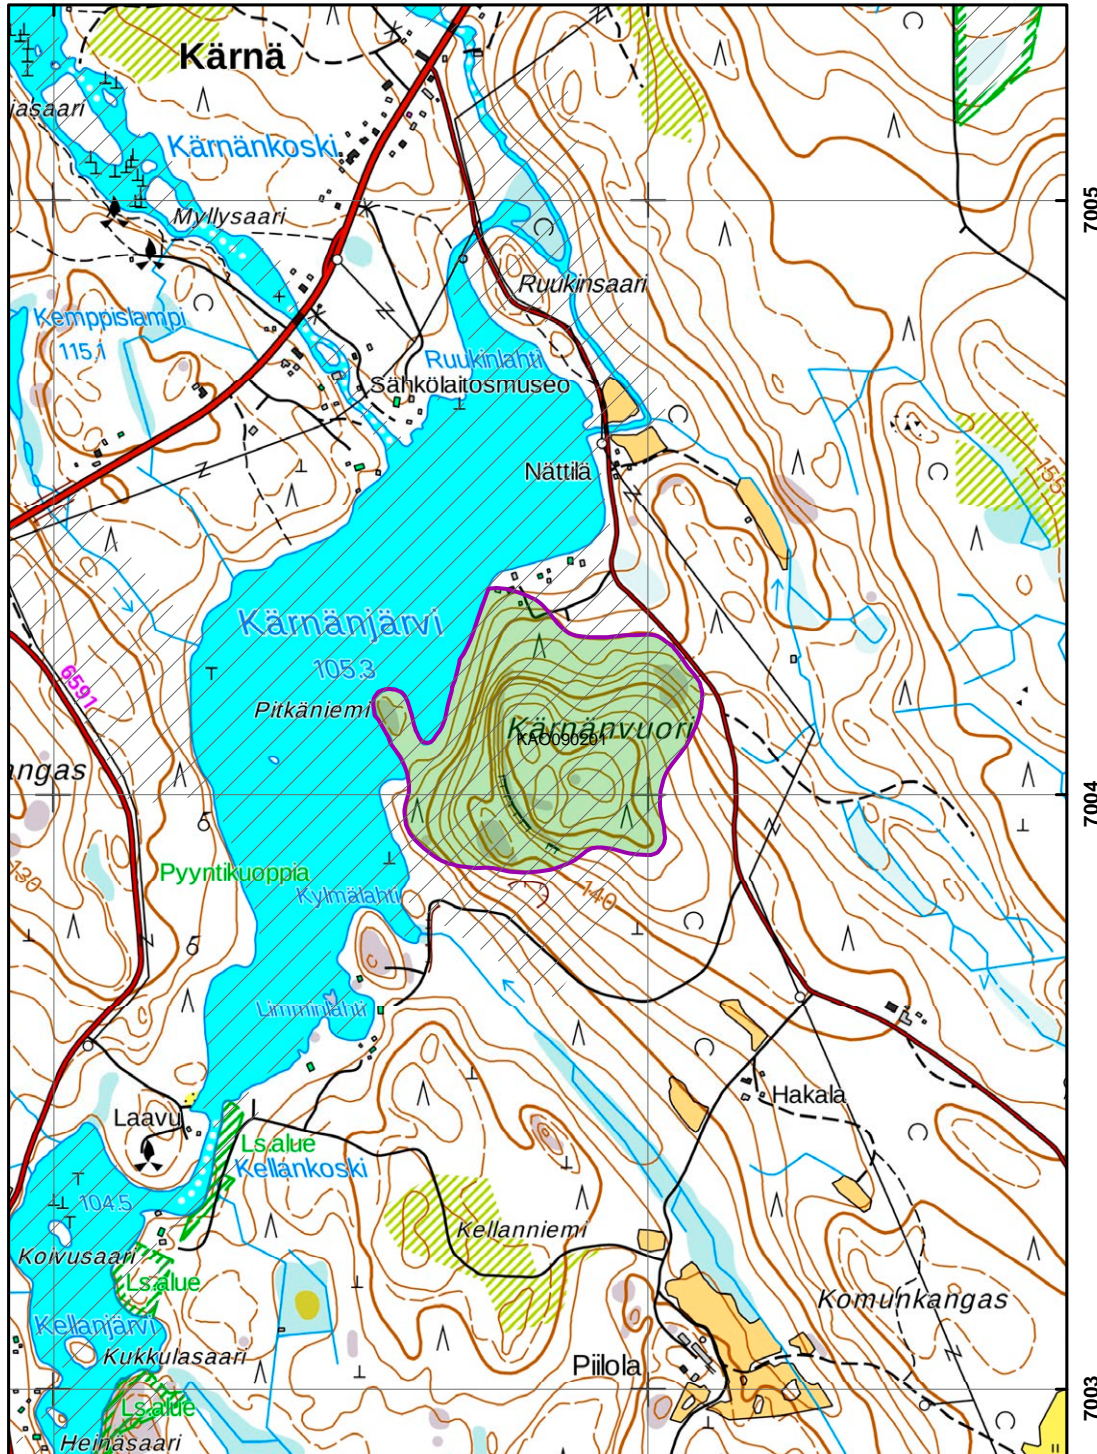 Kärnä
jasaari
Kärnänkoski
Myllysaari
7005
Ruukinsaari
Kemppislampi
115.1
Ruukinlahti
Sähkölaitosmuseo
Nättilä
155
Kärnänjärvi
105.3
6591
Pitkäniemi
Kärnänvuori
KAO090201
angas
7004
130
Pyyntikuoppia
Kylmälahti
140
Limminlahti
Laavu
Hakala
Ls.alue
Kellankoski
104.5
Kellanniemi
Koivusaari
Ls.alue
Komunkangas
Kellanjärvi
Kukkulasaari
Piilola
7003
Ls.alue
Heinäsaari